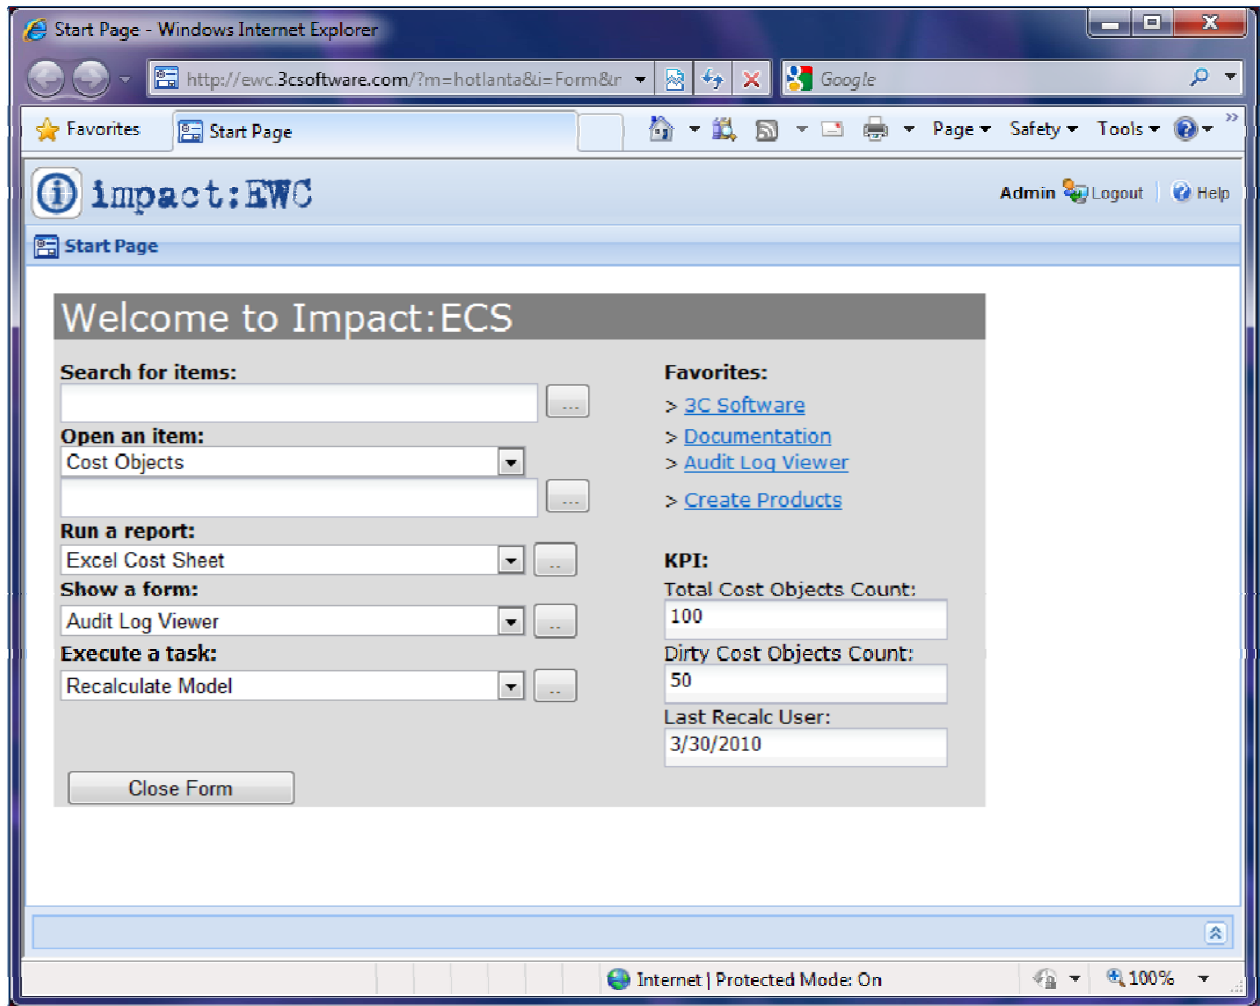 Start Page - Windows Internet Explorer
http://ewc.3csoftware.com/?m=hotlanta&i=Form&r
Google
Favorites
Start Page
Page
Safety
Tools
impact:EWC
Admin
Logout
Help
Start Page
Welcome to Impact:ECS
Search for items:
...
Open an item:
Cost Objects
...
Run a report:
Excel Cost Sheet
..
Show a form:
Audit Log Viewer
..
Execute a task:
Recalculate Model
..
Close Form
Favorites:
> 3C Software
> Documentation
> Audit Log Viewer
> Create Products
KPI:
Total Cost Objects Count:
100
Dirty Cost Objects Count:
50
Last Recalc User:
3/30/2010
Internet | Protected Mode: On
100%